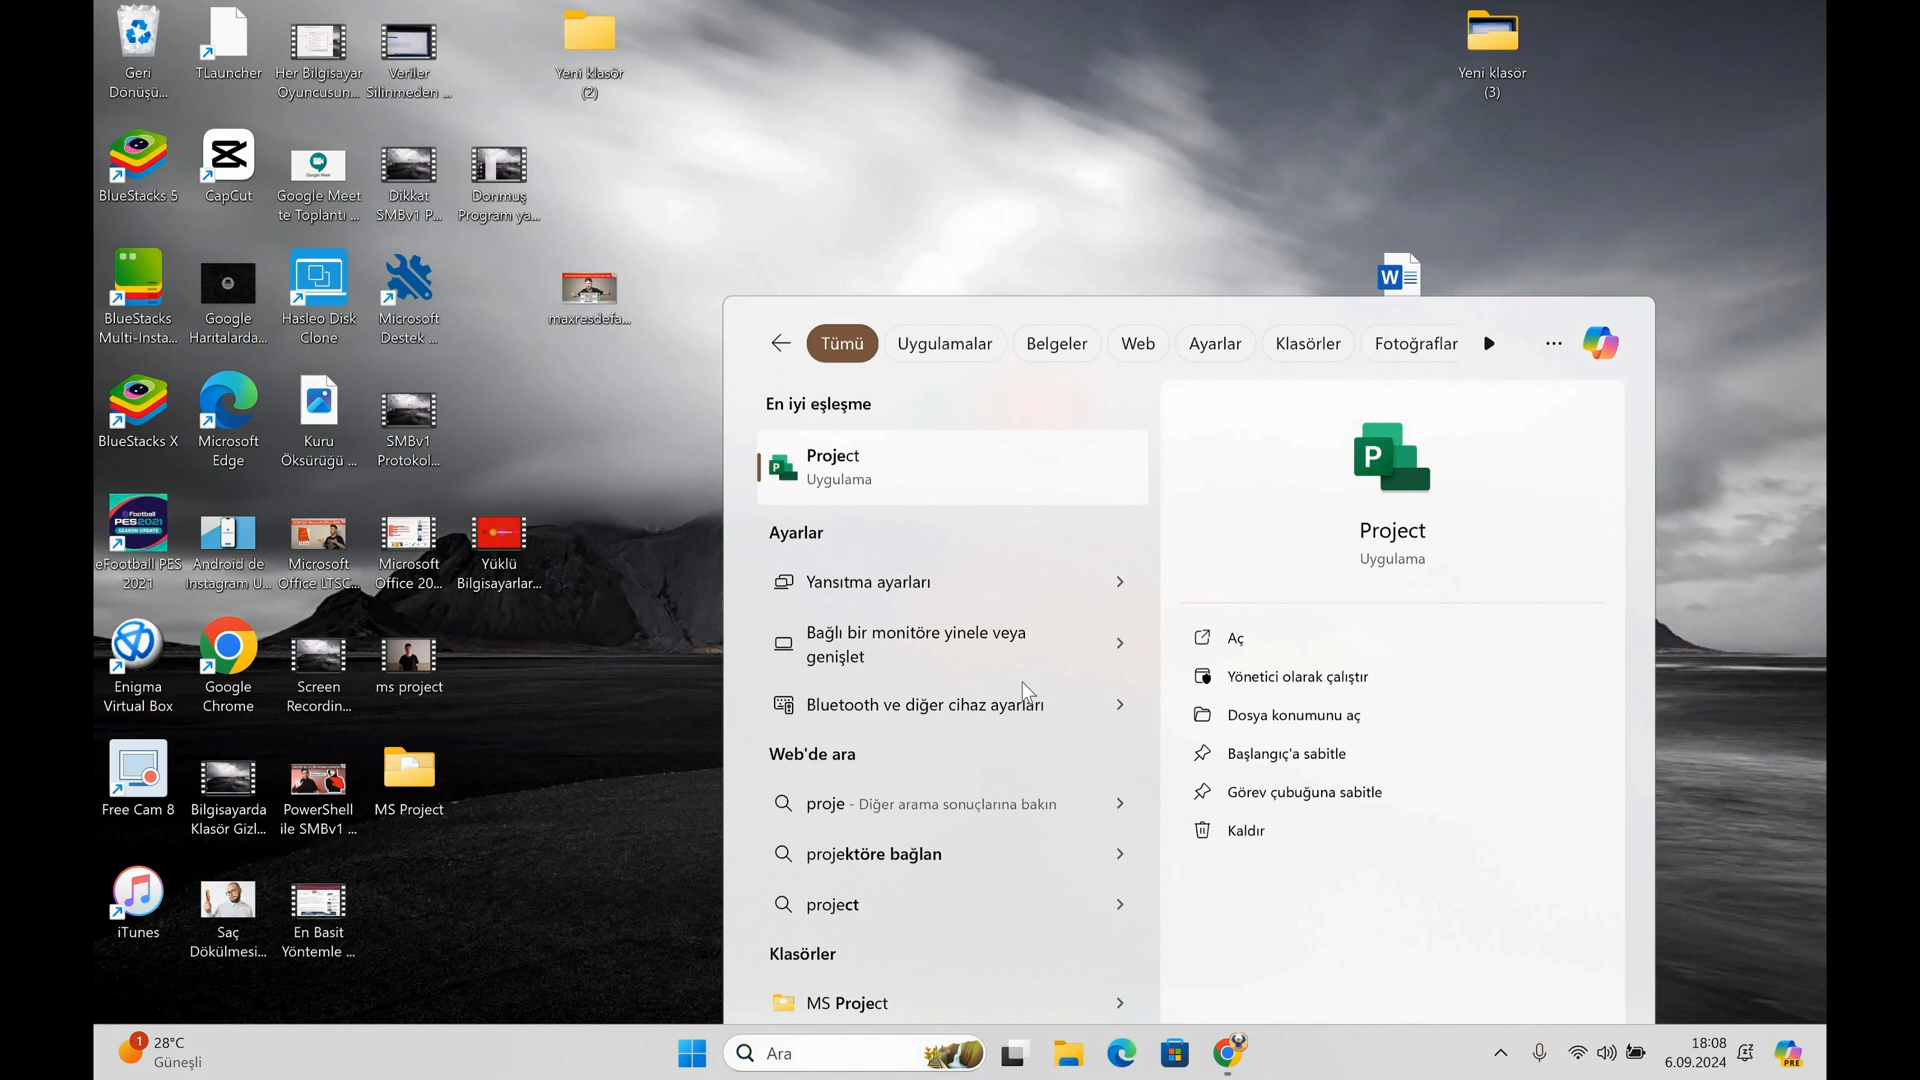 Geri
Dönüşü...
TLauncher
Her Bilgisayar
Oyuncusun...
Veriler
Silinmeden ...
Yeni klasör
(2)
Yeni klasör
(3)
BlueStacks 5
CapCut
Google Meet
te Toplantı ...
Dikkat
SMBv1 P...
Donmuş
Program ya...
BlueStacks
Multi-Insta...
Google
Haritalarda...
Hasleo Disk
Clone
Microsoft
Destek ...
maxresdefa...
BlueStacks X
Microsoft
Edge
Kuru
Öksürüğü ...
SMBv1
Protokol...
eFootball PES
2021
Android de
Instagram U...
Microsoft
Office LTSC...
Microsoft
Office 20...
Yüklü
Bilgisayarlar...
Enigma
Virtual Box
Google
Chrome
Screen
Recordin...
ms project
Free Cam 8
Bilgisayarda
Klasör Gizl...
PowerShell
ile SMBv1 ...
MS Project
iTunes
Saç
Dökülmesi...
En Basit
Yöntemle ...
Tümü
Uygulamalar
Belgeler
Web
Ayarlar
Klasörler
Fotoğraflar
En iyi eşleşme
Project
Uygulama
Ayarlar
Yansıtma ayarları
Bağlı bir monitöre yinele veya
genişlet
Bluetooth ve diğer cihaz ayarları
Web'de ara
proje - Diğer arama sonuçlarına bakın
projektöre bağlan
project
Klasörler
MS Project
Project
Uygulama
Aç
Yönetici olarak çalıştır
Dosya konumunu aç
Başlangıç'a sabitle
Görev çubuğuna sabitle
Kaldır
1
28°C
Güneşli
Ara
18:08
6.09.2024
PRE